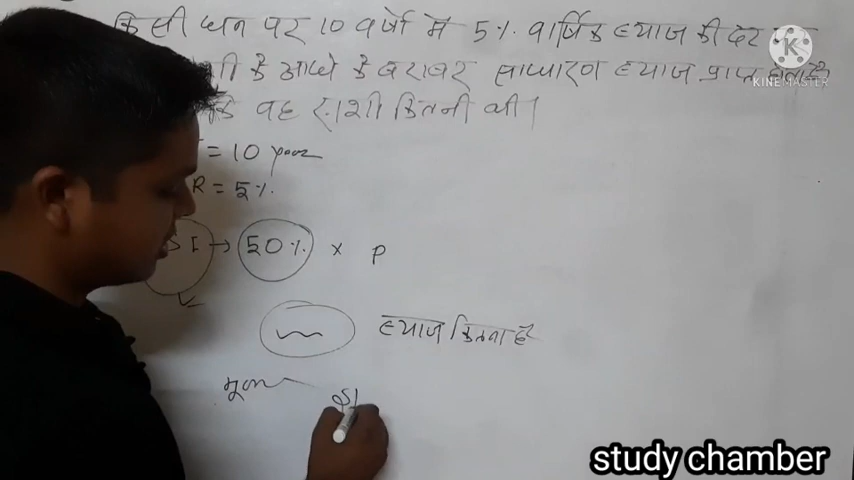 किसी धन पर 10 वर्षो में 5% वार्षिक ब्याज की दर
के आधे के बराबर साधारण ब्याज प्राप्त होता है
वह राशी कितनी थी।
= 10 year
R = 5%.
SI → 50% × P
ब्याज कितना है
मूल
study chamber
KINEMASTER